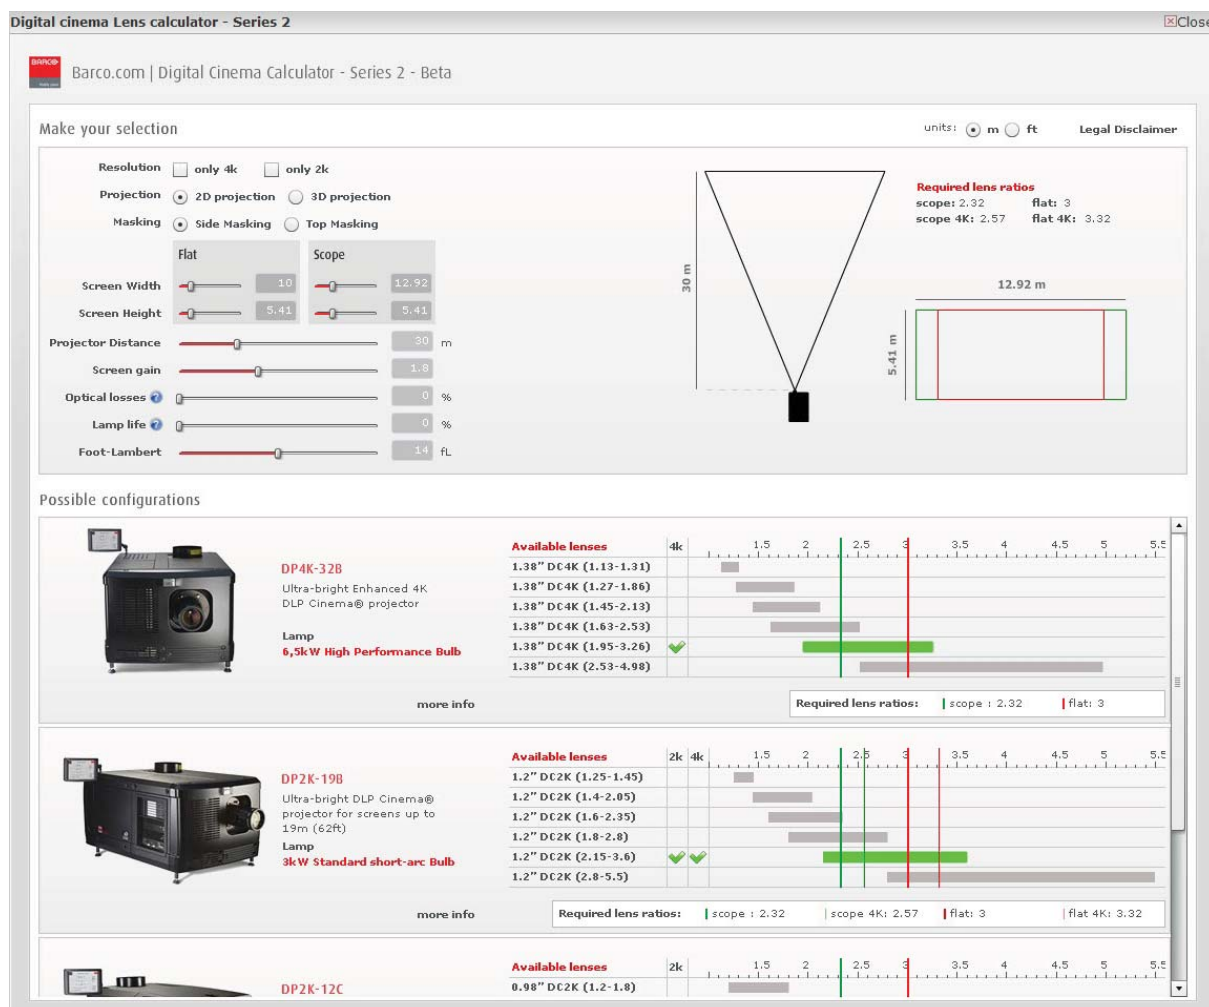 Digital cinema Lens calculator - Series 2
Close
BARCO
Barco.com | Digital Cinema Calculator - Series 2 - Beta
Make your selection
units: m ft Legal Disclaimer
Resolution only 4k only 2k
Projection 2D projection 3D projection
Masking Side Masking Top Masking
Flat Scope
Screen Width 10 12.92
Screen Height 5.41 5.41
Projector Distance 30 m
Screen gain 1.8
Optical losses ? 0 %
Lamp life ? 0 %
Foot-Lambert 14 fL
30 m
Required lens ratios
scope: 2.32 flat: 3
scope 4K: 2.57 flat 4K: 3.32
12.92 m
5.41 m
Possible configurations
DP4K-32B
Ultra-bright Enhanced 4K
DLP Cinema® projector
Lamp
6,5kW High Performance Bulb
more info
Available lenses 4k 1.5 2 2.5 3 3.5 4 4.5 5 5.5
1.38" DC4K (1.13-1.31)
1.38" DC4K (1.27-1.86)
1.38" DC4K (1.45-2.13)
1.38" DC4K (1.63-2.53)
1.38" DC4K (1.95-3.26)
1.38" DC4K (2.53-4.98)
Required lens ratios: scope : 2.32 flat: 3
DP2K-19B
Ultra-bright DLP Cinema®
projector for screens up to
19m (62ft)
Lamp
3kW Standard short-arc Bulb
more info
Available lenses 2k 4k 1.5 2 2.5 3 3.5 4 4.5 5 5.5
1.2" DC2K (1.25-1.45)
1.2" DC2K (1.4-2.05)
1.2" DC2K (1.6-2.35)
1.2" DC2K (1.8-2.8)
1.2" DC2K (2.15-3.6)
1.2" DC2K (2.8-5.5)
Required lens ratios: scope : 2.32 scope 4K: 2.57 flat: 3 flat 4K: 3.32
DP2K-12C
Available lenses 2k 1.5 2 2.5 3 3.5 4 4.5 5 5.5
0.98" DC2K (1.2-1.8)